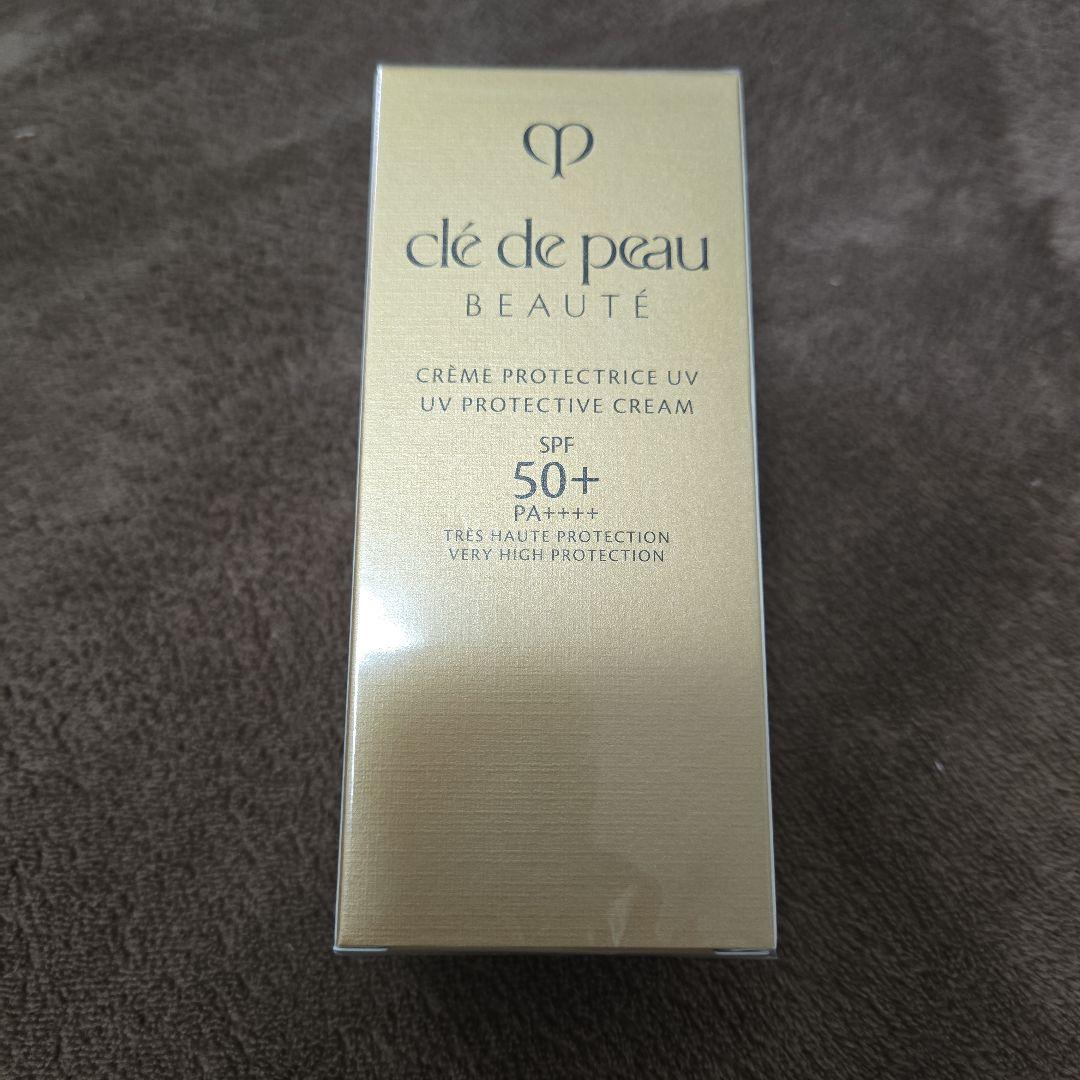 clé de peau
BEAUTÉ
CRÈME PROTECTRICE UV
UV PROTECTIVE CREAM
SPF
50+
PA++++
TRÈS HAUTE PROTECTION
VERY HIGH PROTECTION